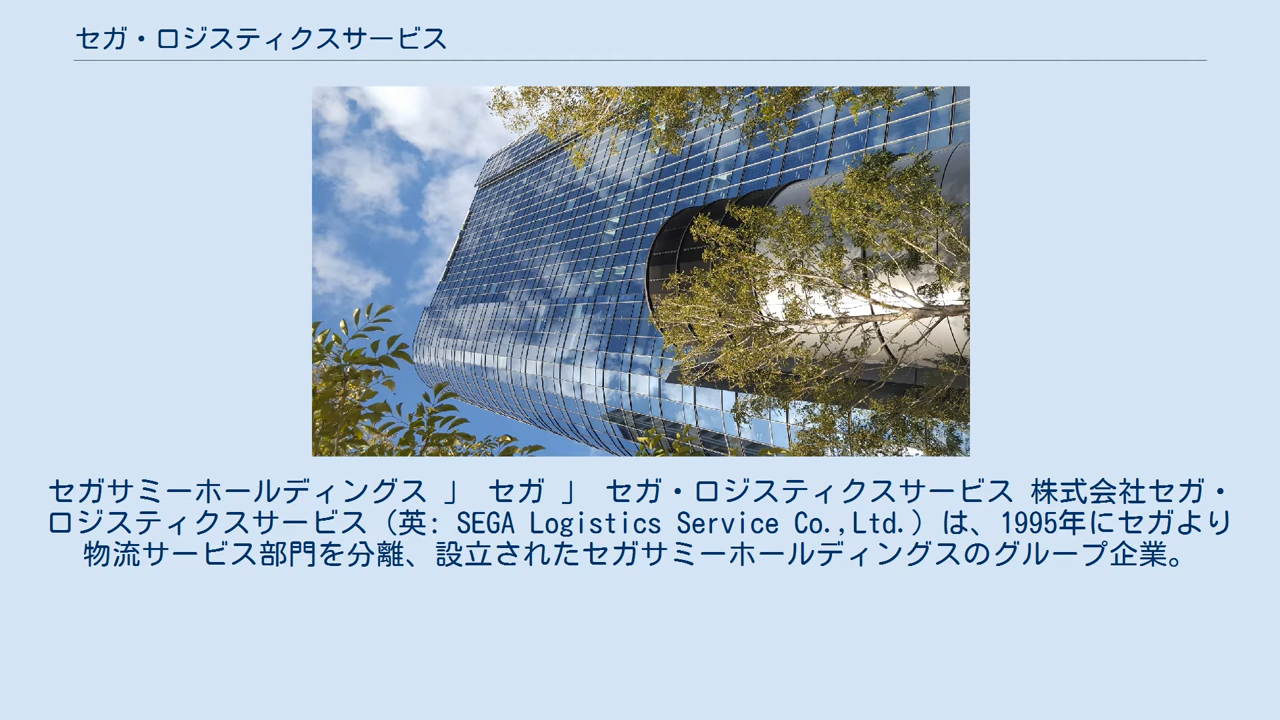 セガ・ロジスティクスサービス
セガサミーホールディングス 」 セガ 」 セガ・ロジスティクスサービス 株式会社セガ・
ロジスティクスサービス（英: SEGA Logistics Service Co.,Ltd.）は、1995年にセガより
物流サービス部門を分離、設立されたセガサミーホールディングスのグループ企業。